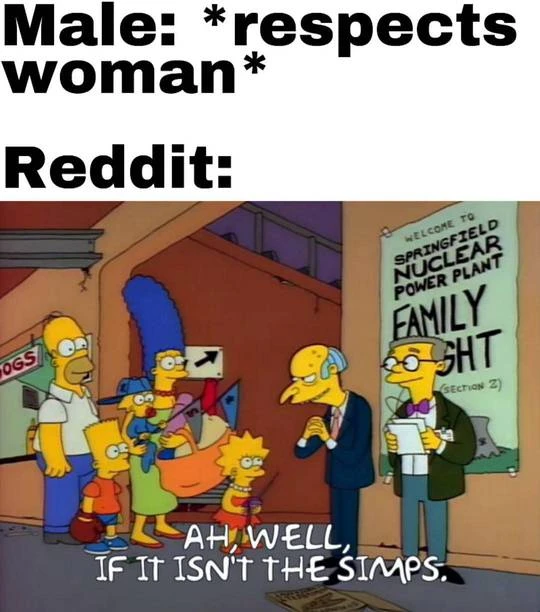 Male: *respects
woman*
Reddit:
WELCOME TO
SPRINGFIELD
NUCLEAR
POWER PLANT
FAMILY
GHT
(SECTION 2)
OGS
AH, WELL,
IF IT ISN'T THE SIMPS.